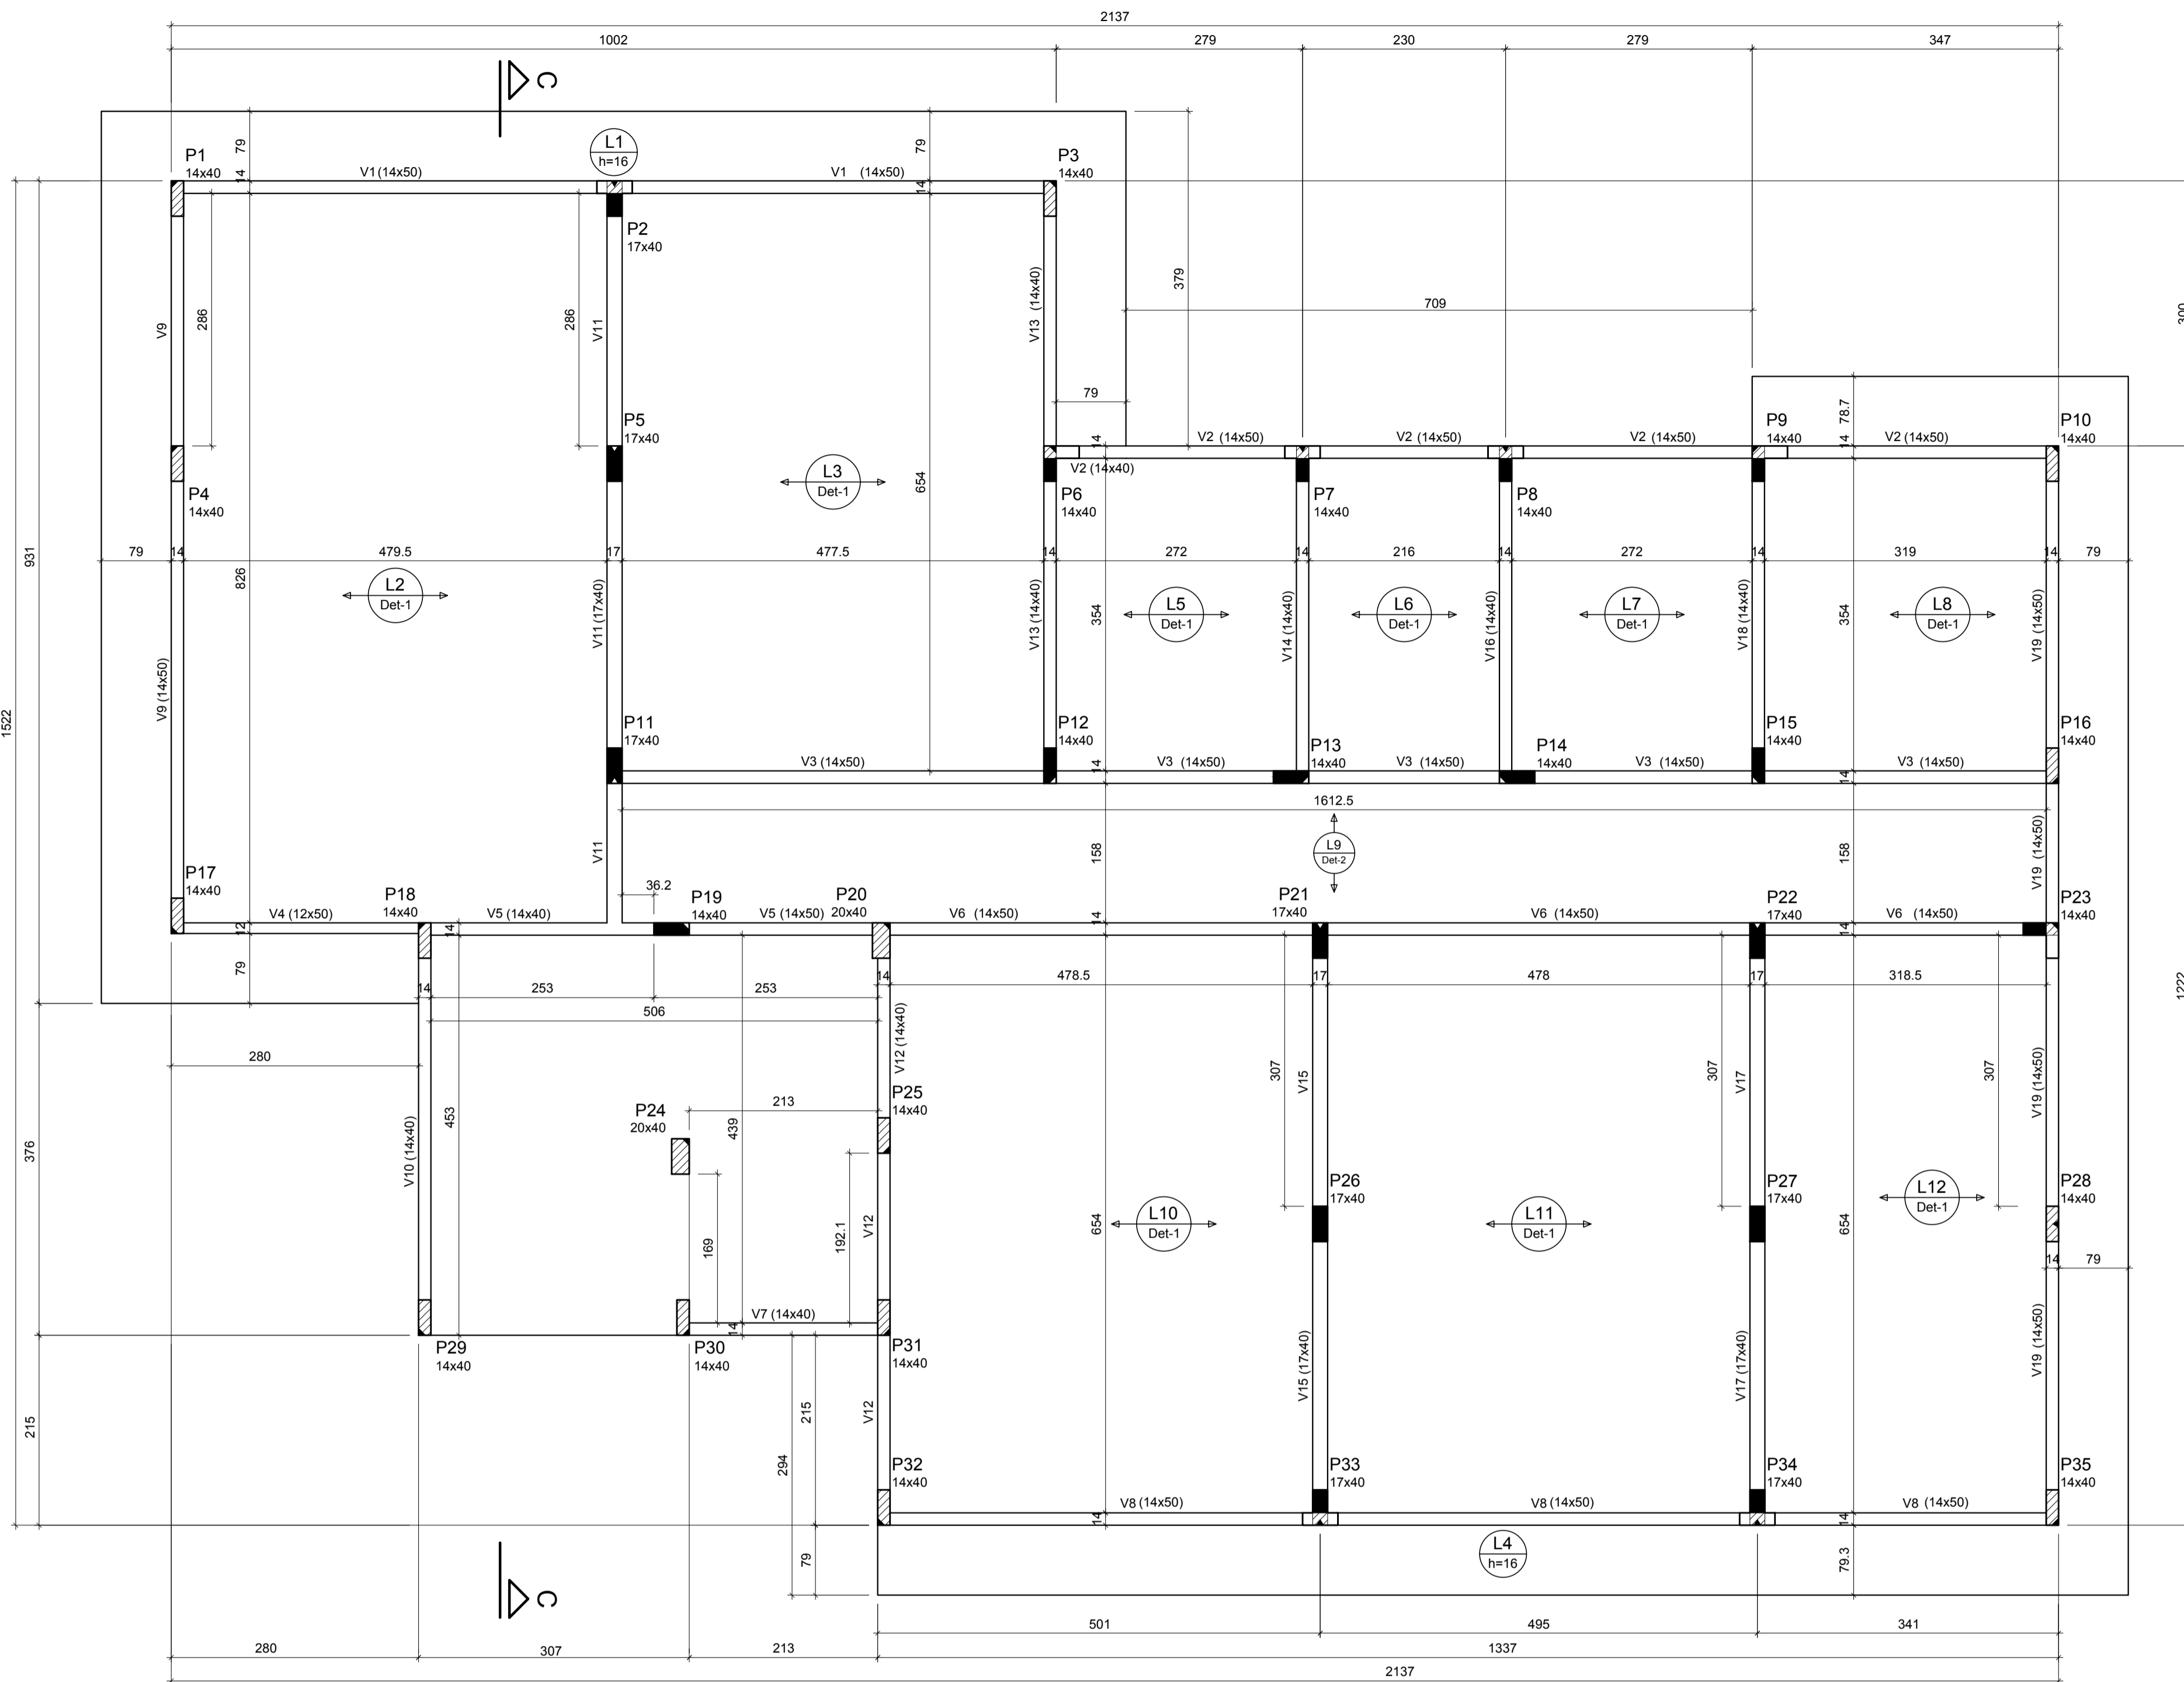 2137
1002
279
230
279
347
C
L1
h=16
P1
14x40
79
14
V1 (14x50)
V1 (14x50)
79
14
P3
14x40
P2
17x40
286
286
V9
V11
V13 (14x40)
379
709
79
P5
17x40
14
V2 (14x50)
V2 (14x50)
V2 (14x50)
P9
14x40
78.7
14
V2 (14x50)
P10
14x40
V2 (14x40)
L3
Det-1
654
P4
14x40
P6
14x40
P7
14x40
P8
14x40
931
79
14
479.5
17
477.5
14
272
14
216
14
272
14
319
14
79
826
L2
Det-1
V11 (17x40)
V13 (14x40)
354
L5
Det-1
V14 (14x40)
L6
Det-1
V16 (14x40)
L7
Det-1
V18 (14x40)
354
L8
Det-1
V19 (14x50)
V9 (14x50)
1522
P11
17x40
P12
14x40
P13
14x40
P14
14x40
P15
14x40
P16
14x40
V3 (14x50)
14
V3 (14x50)
V3 (14x50)
V3 (14x50)
14
V3 (14x50)
1612.5
V11
158
L9
Det-2
158
V19 (14x50)
P17
14x40
36.2
P18
14x40
P19
14x40
P20
20x40
P21
17x40
P22
17x40
P23
14x40
V4 (12x50)
V5 (14x40)
V5 (14x50)
V6 (14x50)
V6 (14x50)
V6 (14x50)
12
14
14
14
79
14
253
253
14
478.5
17
478
17
318.5
506
1222
280
V12 (14x40)
307
V15
307
V17
307
V19 (14x50)
453
213
P24
20x40
439
P25
14x40
376
V10 (14x40)
169
192.1
V12
P26
17x40
P27
17x40
P28
14x40
L10
Det-1
654
L11
Det-1
654
L12
Det-1
14
79
V7 (14x40)
14
P29
14x40
P30
14x40
P31
14x40
V15 (17x40)
V17 (17x40)
V19 (14x50)
215
294
215
V12
P32
14x40
P33
17x40
P34
17x40
P35
14x40
V8 (14x50)
V8 (14x50)
V8 (14x50)
14
14
C
79
L4
h=16
79.3
501
495
341
280
307
213
1337
2137